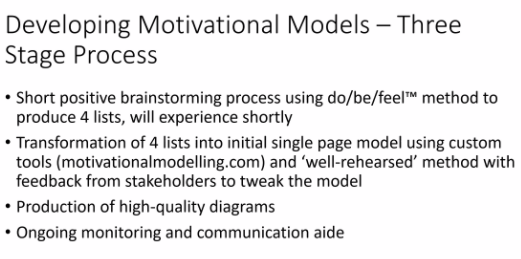 Developing Motivational Models – Three
Stage Process
• Short positive brainstorming process using do/be/feel™ method to
produce 4 lists, will experience shortly
• Transformation of 4 lists into initial single page model using custom
tools (motivationalmodelling.com) and ‘well-rehearsed’ method with
feedback from stakeholders to tweak the model
• Production of high-quality diagrams
• Ongoing monitoring and communication aide